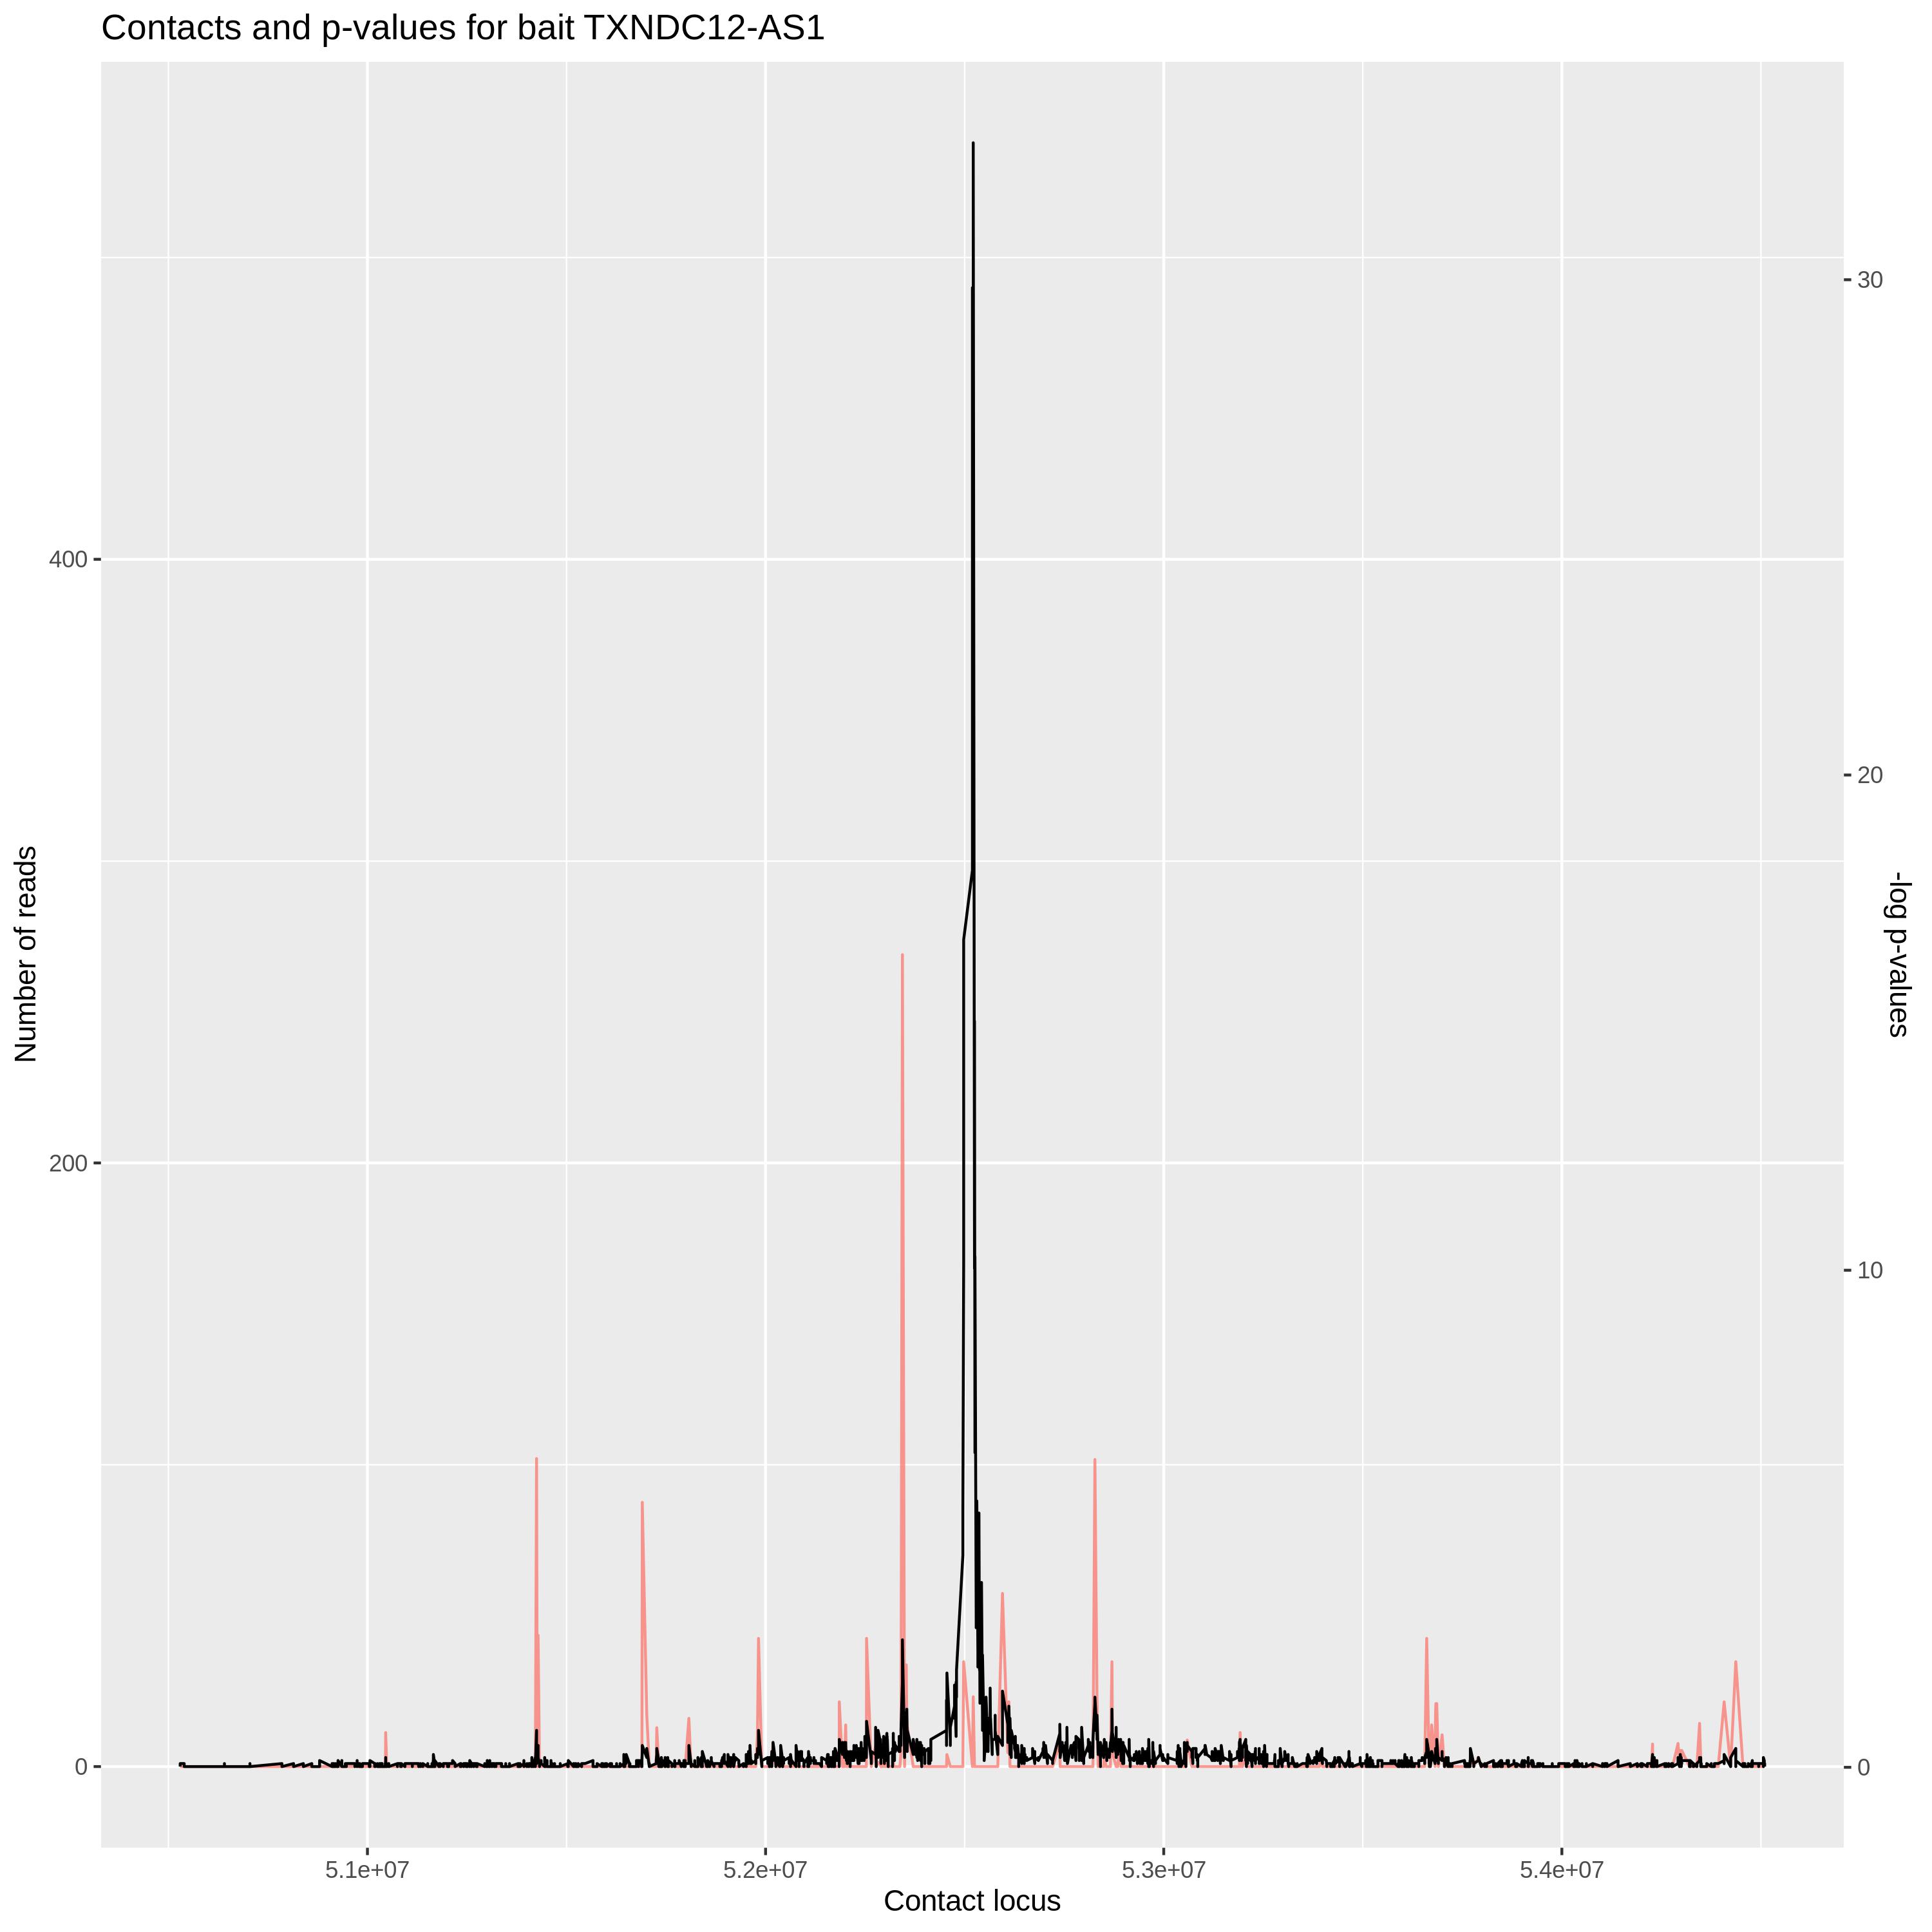 Contacts and p-values for bait TXNDC12-AS1
Number of reads
400
200
0
30
20
10
0
-log p-values
5.1e+07
5.2e+07
5.3e+07
5.4e+07
Contact locus